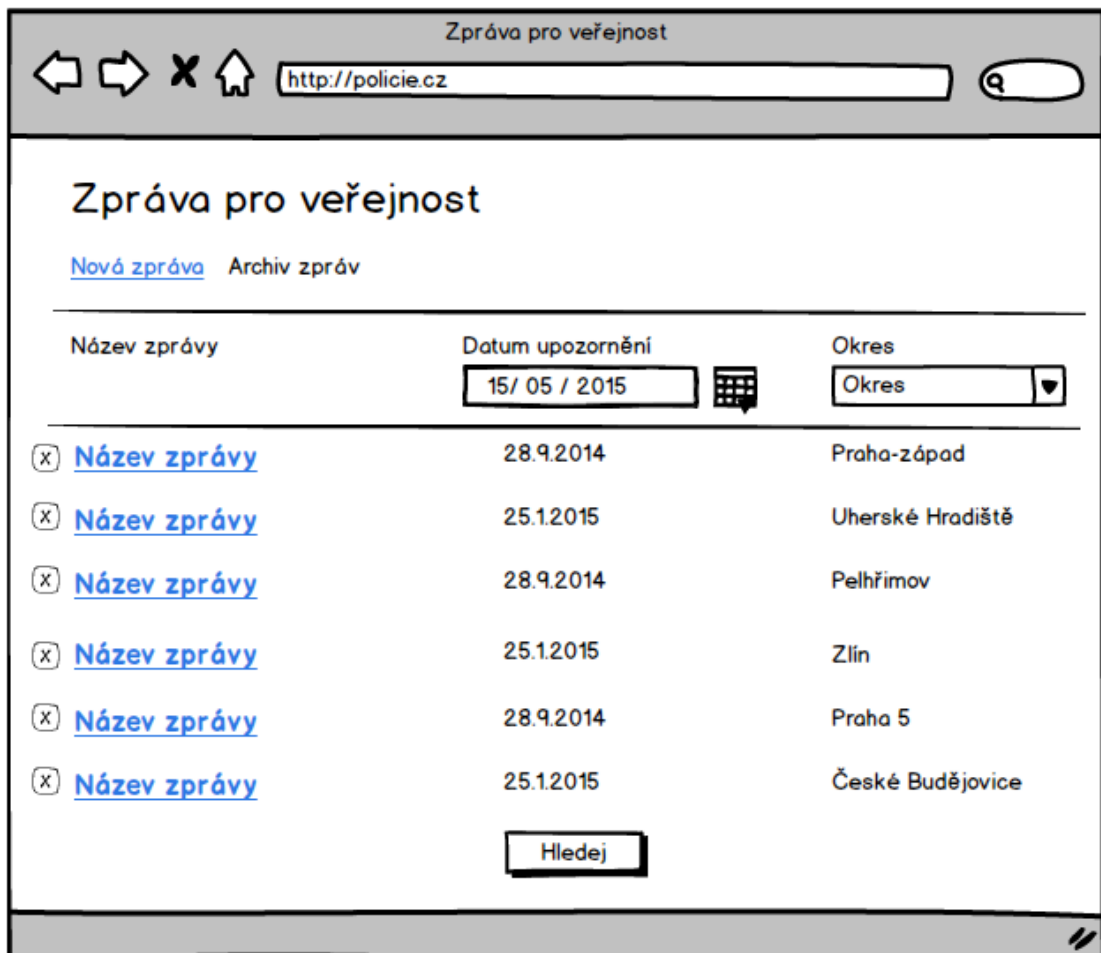 Zpráva pro veřejnost
http://policie.cz
Zpráva pro veřejnost
Nová zpráva Archiv zpráv
Název zprávy Datum upozornění Okres
15/ 05 / 2015 Okres
x Název zprávy 28.9.2014 Praha-západ
x Název zprávy 25.1.2015 Uherské Hradiště
x Název zprávy 28.9.2014 Pelhřimov
x Název zprávy 25.1.2015 Zlín
x Název zprávy 28.9.2014 Praha 5
x Název zprávy 25.1.2015 České Budějovice
Hledej